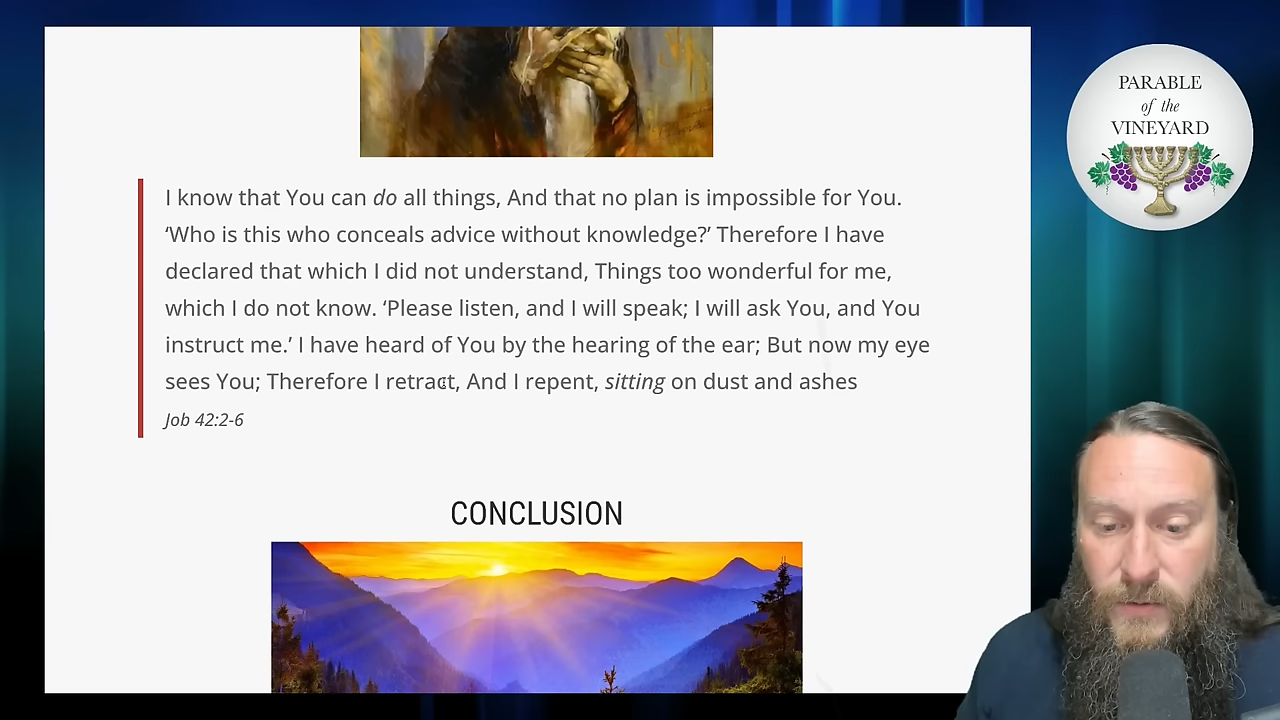 PARABLE
of the
VINEYARD
I know that You can do all things, And that no plan is impossible for You.
‘Who is this who conceals advice without knowledge?’ Therefore I have
declared that which I did not understand, Things too wonderful for me,
which I do not know. ‘Please listen, and I will speak; I will ask You, and You
instruct me.’ I have heard of You by the hearing of the ear; But now my eye
sees You; Therefore I retract, And I repent, sitting on dust and ashes
Job 42:2-6
CONCLUSION